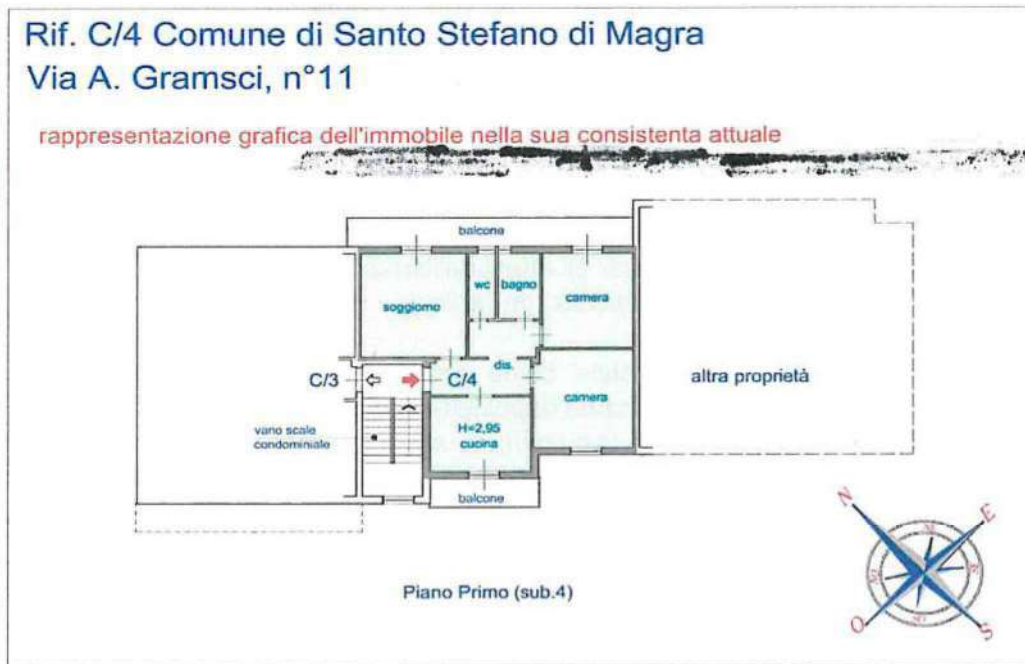 Rif. C/4 Comune di Santo Stefano di Magra
Via A. Gramsci, n°11
rappresentazione grafica dell'immobile nella sua consistenta attuale
balcone
wc
bagno
soggiorno
camera
dis.
C/3
C/4
camera
altra proprietà
vano scale
condominiale
H=2,95
cucina
balcone
N
E
O
S
Piano Primo (sub.4)